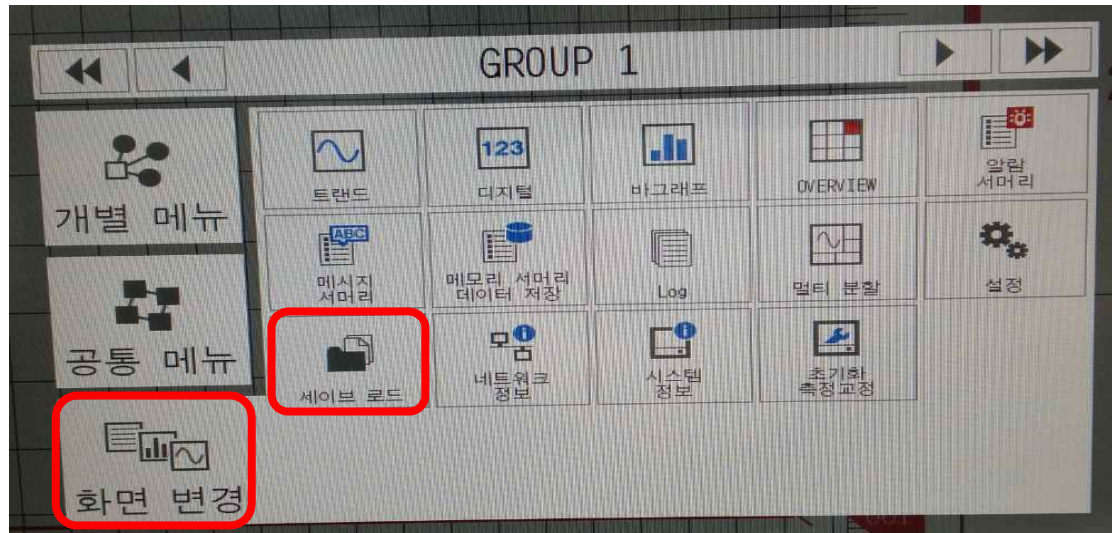 GROUP 1
개별 메뉴
공통 메뉴
화면 변경
트랜드
123
디지털
바그래프
OVERVIEW
알람
서머리
ABC
메시지
서머리
메모리 서머리
데이터 저장
Log
멀티 분할
설정
세이브 로드
네트워크
정보
시스템
정보
초기화
측정교정
001